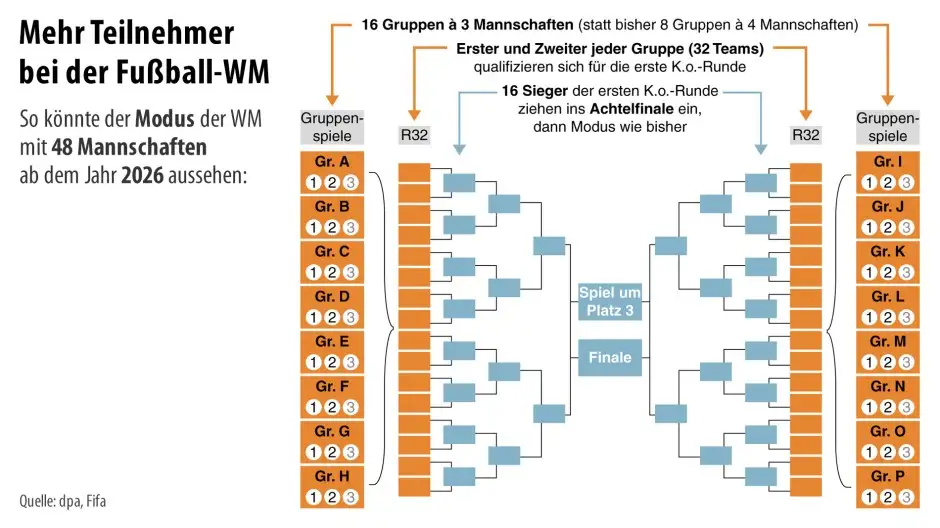 Mehr Teilnehmer
bei der Fußball-WM
So könnte der Modus der WM
mit 48 Mannschaften
ab dem Jahr 2026 aussehen:
16 Gruppen à 3 Mannschaften (statt bisher 8 Gruppen à 4 Mannschaften)
Erster und Zweiter jeder Gruppe (32 Teams)
qualifizieren sich für die erste K.o.-Runde
16 Sieger der ersten K.o.-Runde
ziehen ins Achtelfinale ein,
dann Modus wie bisher
Gruppen-
spiele
R32
R32
Gruppen-
spiele
Gr. A
1 2 3
Gr. B
1 2 3
Gr. C
1 2 3
Gr. D
1 2 3
Gr. E
1 2 3
Gr. F
1 2 3
Gr. G
1 2 3
Gr. H
1 2 3
Spiel um
Platz 3
Finale
Gr. I
1 2 3
Gr. J
1 2 3
Gr. K
1 2 3
Gr. L
1 2 3
Gr. M
1 2 3
Gr. N
1 2 3
Gr. O
1 2 3
Gr. P
1 2 3
Quelle: dpa, Fifa